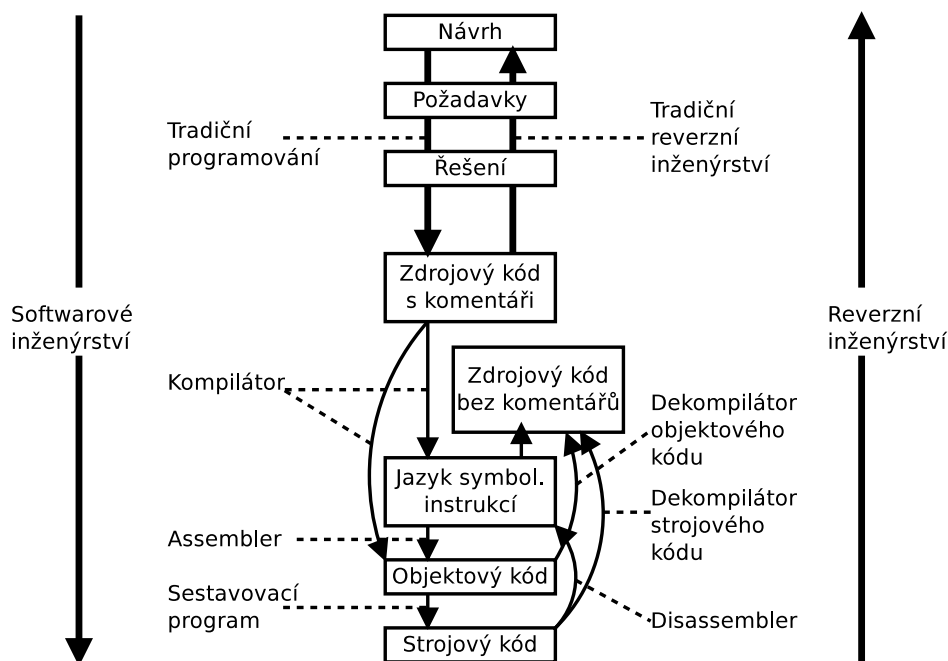 Návrh
Požadavky
Tradiční
programování
Tradiční
reverzní
inženýrství
Řešení
Zdrojový kód
s komentáři
Softwarové
inženýrství
Reverzní
inženýrství
Kompilátor
Zdrojový kód
bez komentářů
Dekompilátor
objektového
kódu
Jazyk symbol.
instrukcí
Dekompilátor
strojového
kódu
Assembler
Objektový kód
Sestavovací
program
Disassembler
Strojový kód